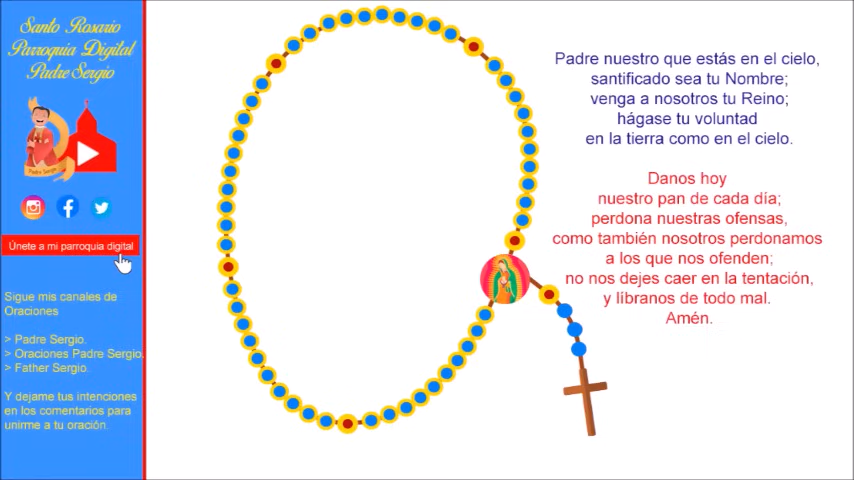 Santo Rosario
Parroquia Digital
Padre Sergio
Padre Sergio
Únete a mi parroquia digital
Sigue mis canales de
Oraciones
> Padre Sergio.
> Oraciones Padre Sergio.
> Father Sergio.
Y dejame tus intenciones
en los comentarios para
unirme a tu oración.
Padre nuestro que estás en el cielo,
santificado sea tu Nombre;
venga a nosotros tu Reino;
hágase tu voluntad
en la tierra como en el cielo.
Danos hoy
nuestro pan de cada día;
perdona nuestras ofensas,
como también nosotros perdonamos
a los que nos ofenden;
no nos dejes caer en la tentación,
y líbranos de todo mal.
Amén.